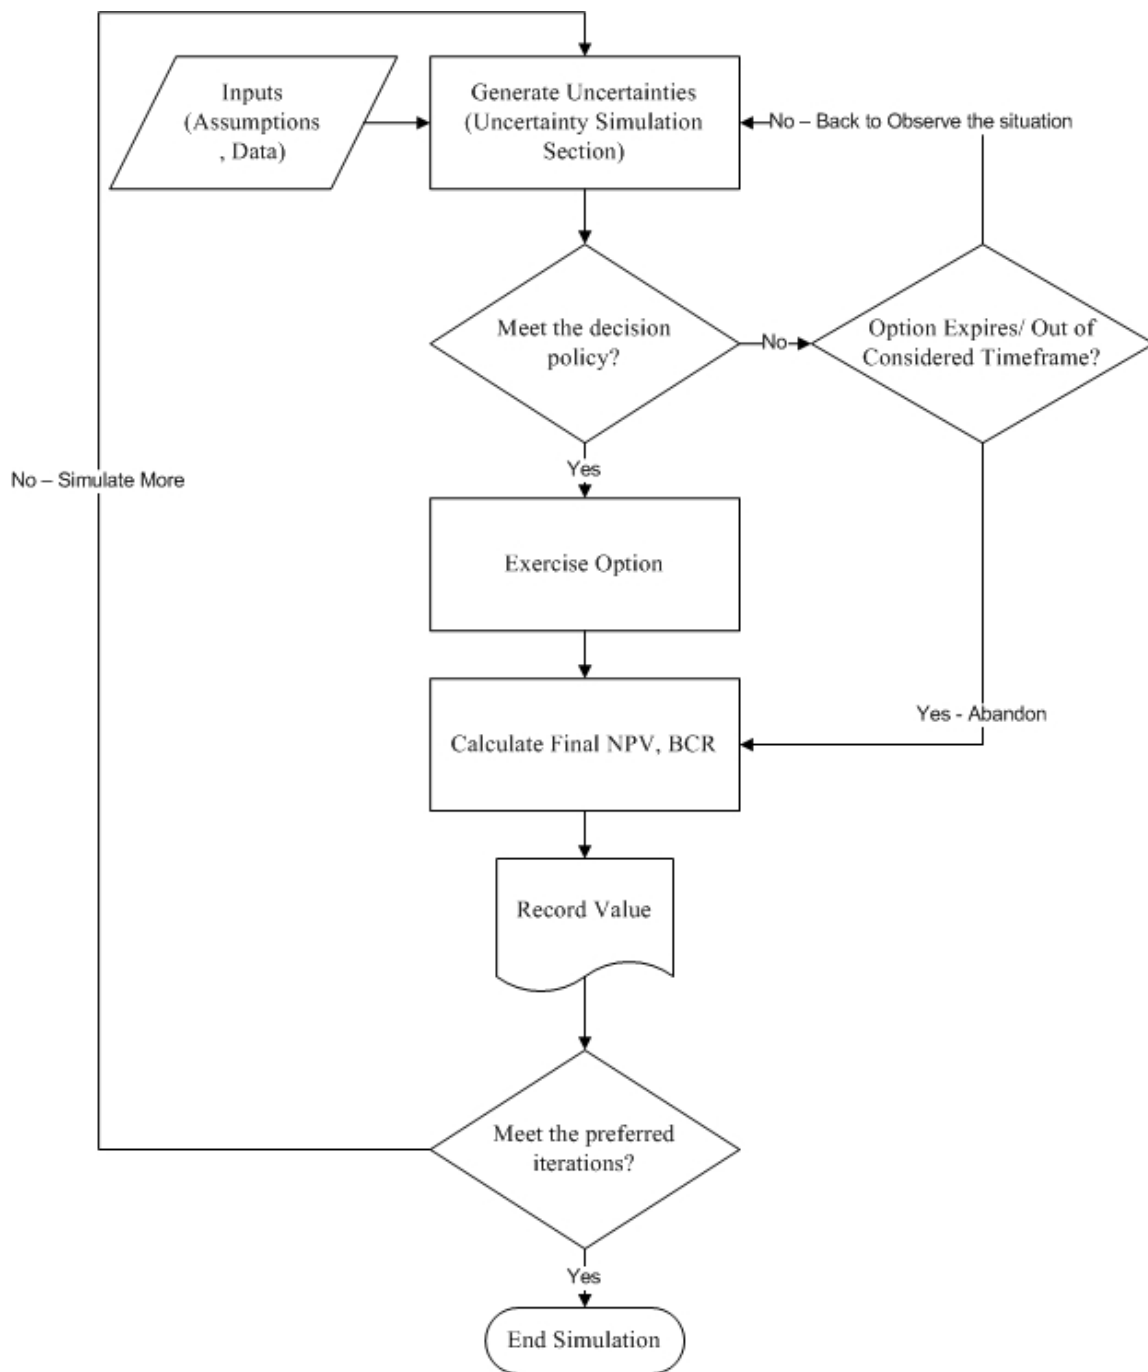 Inputs
(Assumptions
, Data)
Generate Uncertainties
(Uncertainty Simulation
Section)
No – Back to Observe the situation
Meet the decision
policy?
No
Option Expires/ Out of
Considered Timeframe?
Yes
No – Simulate More
Exercise Option
Yes - Abandon
Calculate Final NPV, BCR
Record Value
Meet the preferred
iterations?
Yes
End Simulation